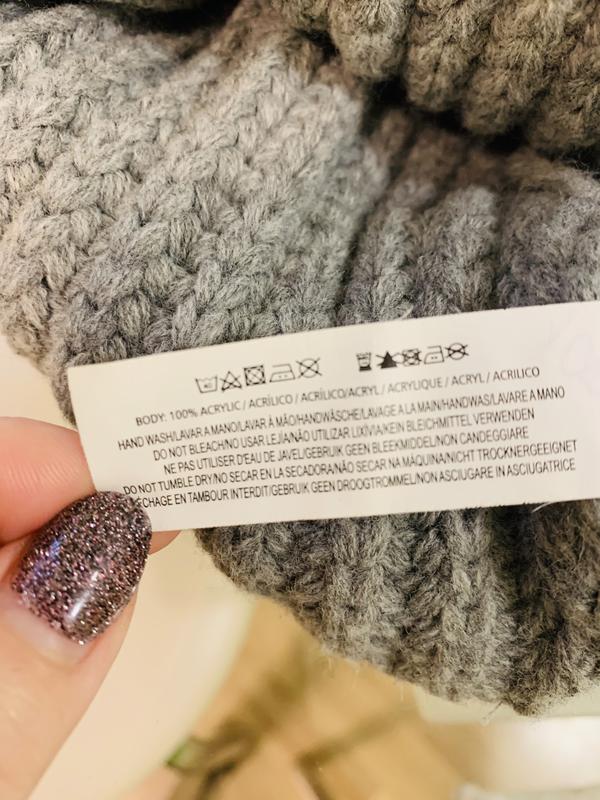 BODY: 100% ACRYLIC / ACRÍLICO / ACRÍLICO/ACRYL / ACRYLIQUE / ACRYL / ACRILICO
HAND WASH/LAVAR A MANO/LAVAR À MÃO/HANDWÄSCHE/LAVAGE A LA MAIN/HANDWAS/LAVARE A MANO
DO NOT BLEACH/NO USAR LEJÍA/NÃO UTILIZAR LIXÍVIA/KEIN BLEICHMITTEL VERWENDEN
NE PAS UTILISER D'EAU DE JAVEL/GEBRUIK GEEN BLEEKMIDDEL/NON CANDEGGIARE
DO NOT TUMBLE DRY/NO SECAR EN LA SECADORA/NÃO SECAR NA MÁQUINA/NICHT TROCKNERGEEIGNET
ÉCHAGE EN TAMBOUR INTERDIT/GEBRUIK GEEN DROOGTROMMEL/NON ASCIUGARE IN ASCIUGATRICE